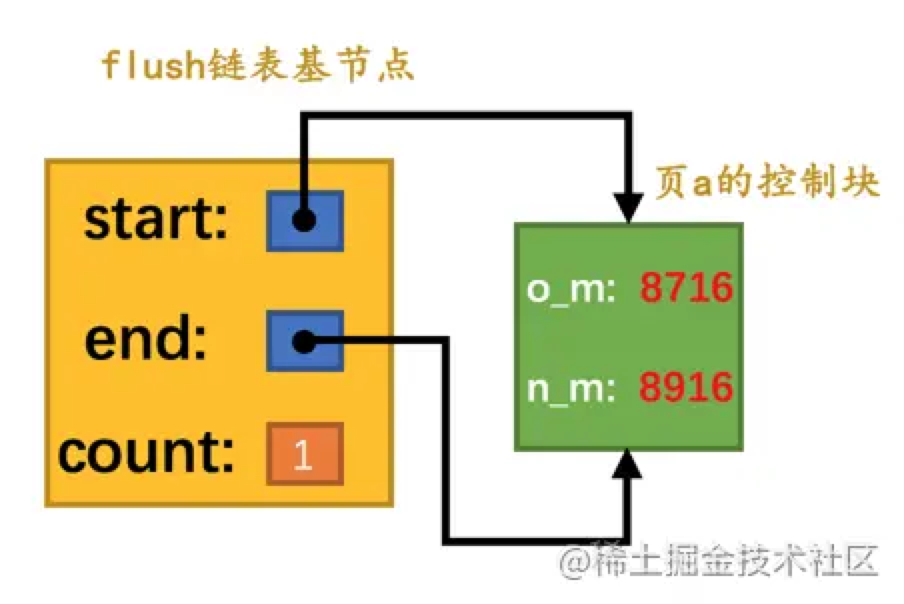 flush链表基节点
页a的控制块
start:
end:
count: 1
o_m: 8716
n_m: 8916
@稀土掘金技术社区